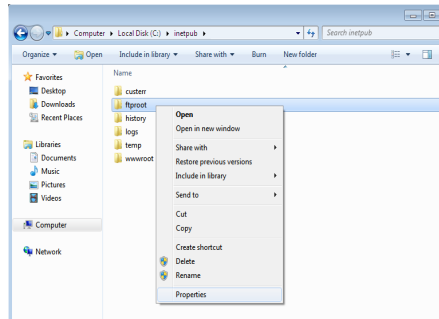 Computer ▸ Local Disk (C:) ▸ inetpub ▸
Search inetpub
Organize Open Include in library Share with Burn New folder
Favorites
Desktop
Downloads
Recent Places
Libraries
Documents
Music
Pictures
Videos
Computer
Network
Name
custerr
ftproot
history
logs
temp
wwwroot
Open
Open in new window
Share with
Restore previous versions
Include in library
Send to
Cut
Copy
Create shortcut
Delete
Rename
Properties